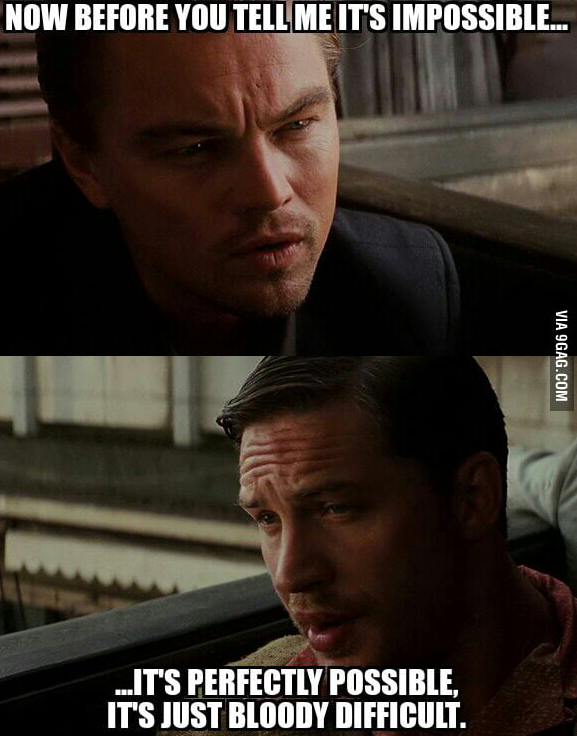 NOW BEFORE YOU TELL ME IT'S IMPOSSIBLE...
VIA 9GAG.COM
...IT'S PERFECTLY POSSIBLE,
IT'S JUST BLOODY DIFFICULT.